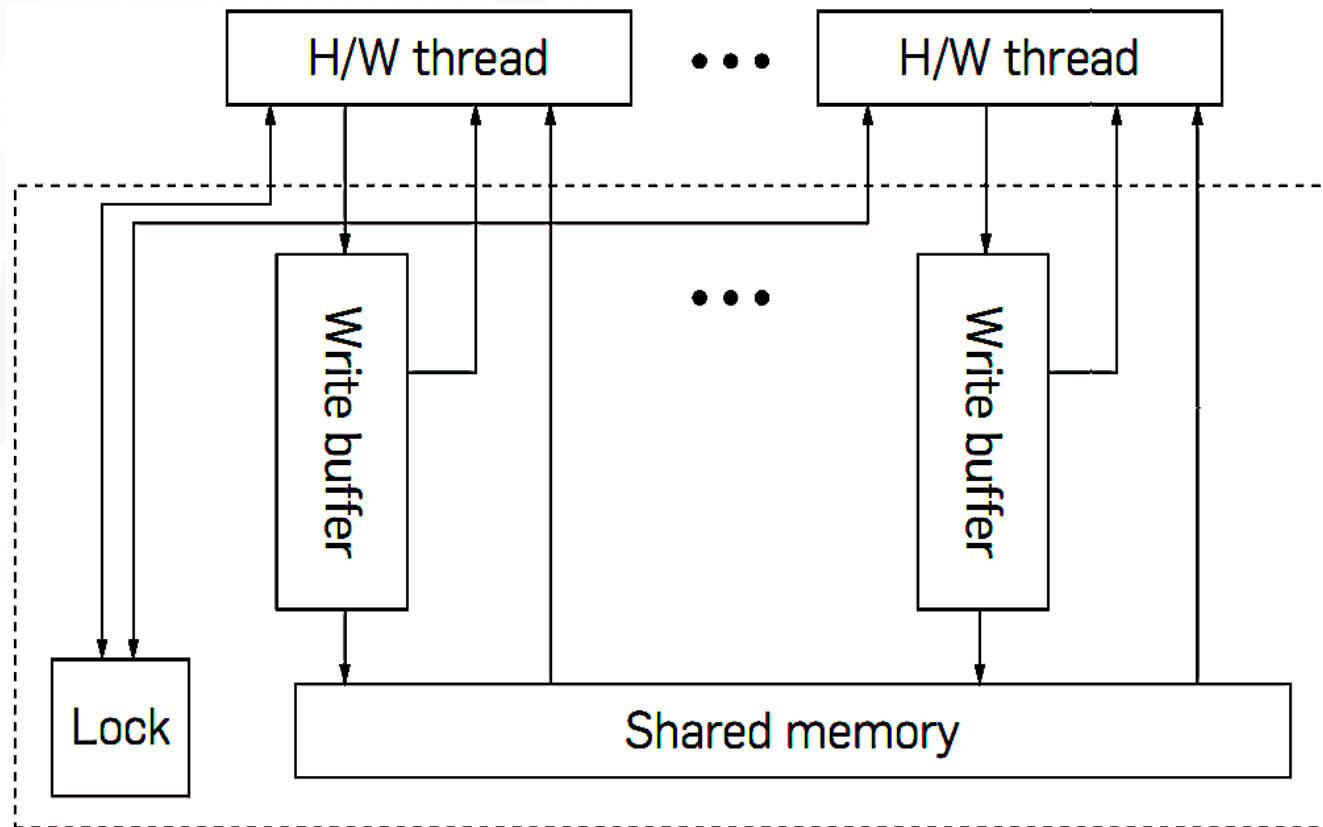 H/W thread
H/W thread
Write buffer
Write buffer
Lock
Shared memory